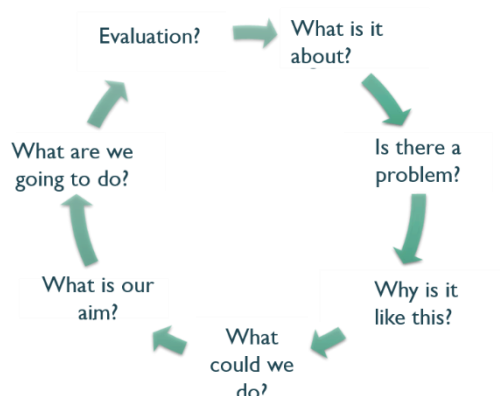 Evaluation?
What is it
about?
Is there a
problem?
Why is it
like this?
What
could we
do?
What is our
aim?
What are we
going to do?